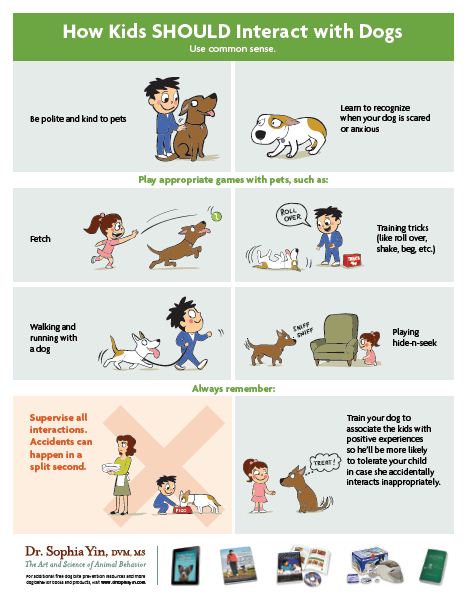 How Kids SHOULD Interact with Dogs
Use common sense.
Be polite and kind to pets
Learn to recognize
when your dog is scared
or anxious
Play appropriate games with pets, such as:
Fetch
ROLL
OVER
Training tricks
(like roll over,
shake, beg, etc.)
Walking and
running with
a dog
SNIFF
SNIFF
Playing
hide-n-seek
Always remember:
Supervise all
interactions.
Accidents can
happen in a
split second.
FIDO
TREAT!
Train your dog to
associate the kids with
positive experiences
so he'll be more likely
to tolerate your child
in case she accidentally
interacts inappropriately.
Dr. Sophia Yin, DVM, MS
The Art and Science of Animal Behavior
For additional free dog bite prevention resources and more
dog behavior books and products, visit www.drsophiayin.com.